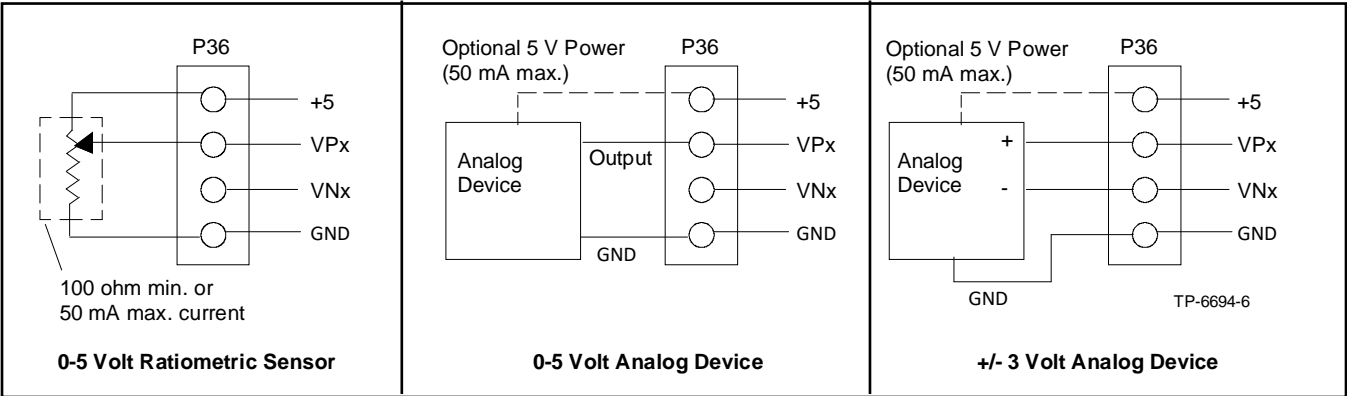 P36
+5
VPx
VNx
GND
100 ohm min. or
50 mA max. current
0-5 Volt Ratiometric Sensor
Optional 5 V Power
(50 mA max.)
P36
+5
Analog
Device
Output
VPx
VNx
GND
GND
0-5 Volt Analog Device
Optional 5 V Power
(50 mA max.)
P36
+5
Analog
Device
+
-
VPx
VNx
GND
GND
TP-6694-6
+/- 3 Volt Analog Device